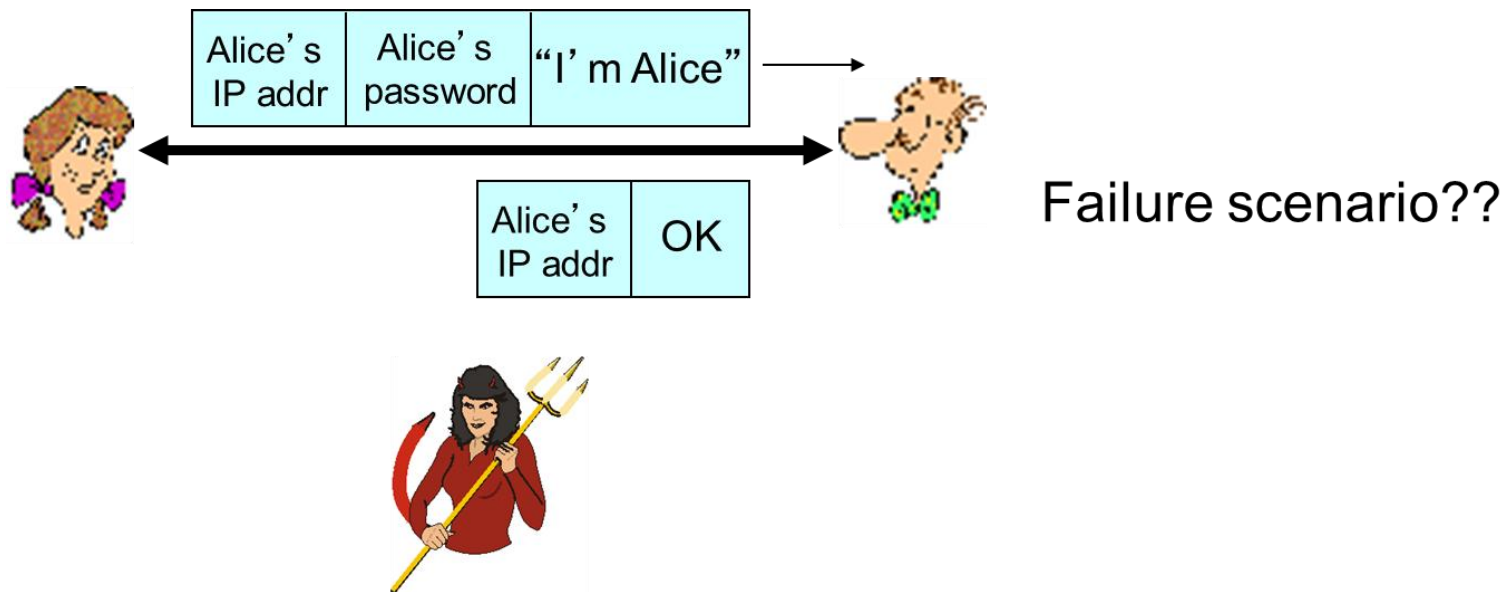 Alice’s
IP addr
Alice’s
password
“I’m Alice”
Alice’s
IP addr
OK
Failure scenario??